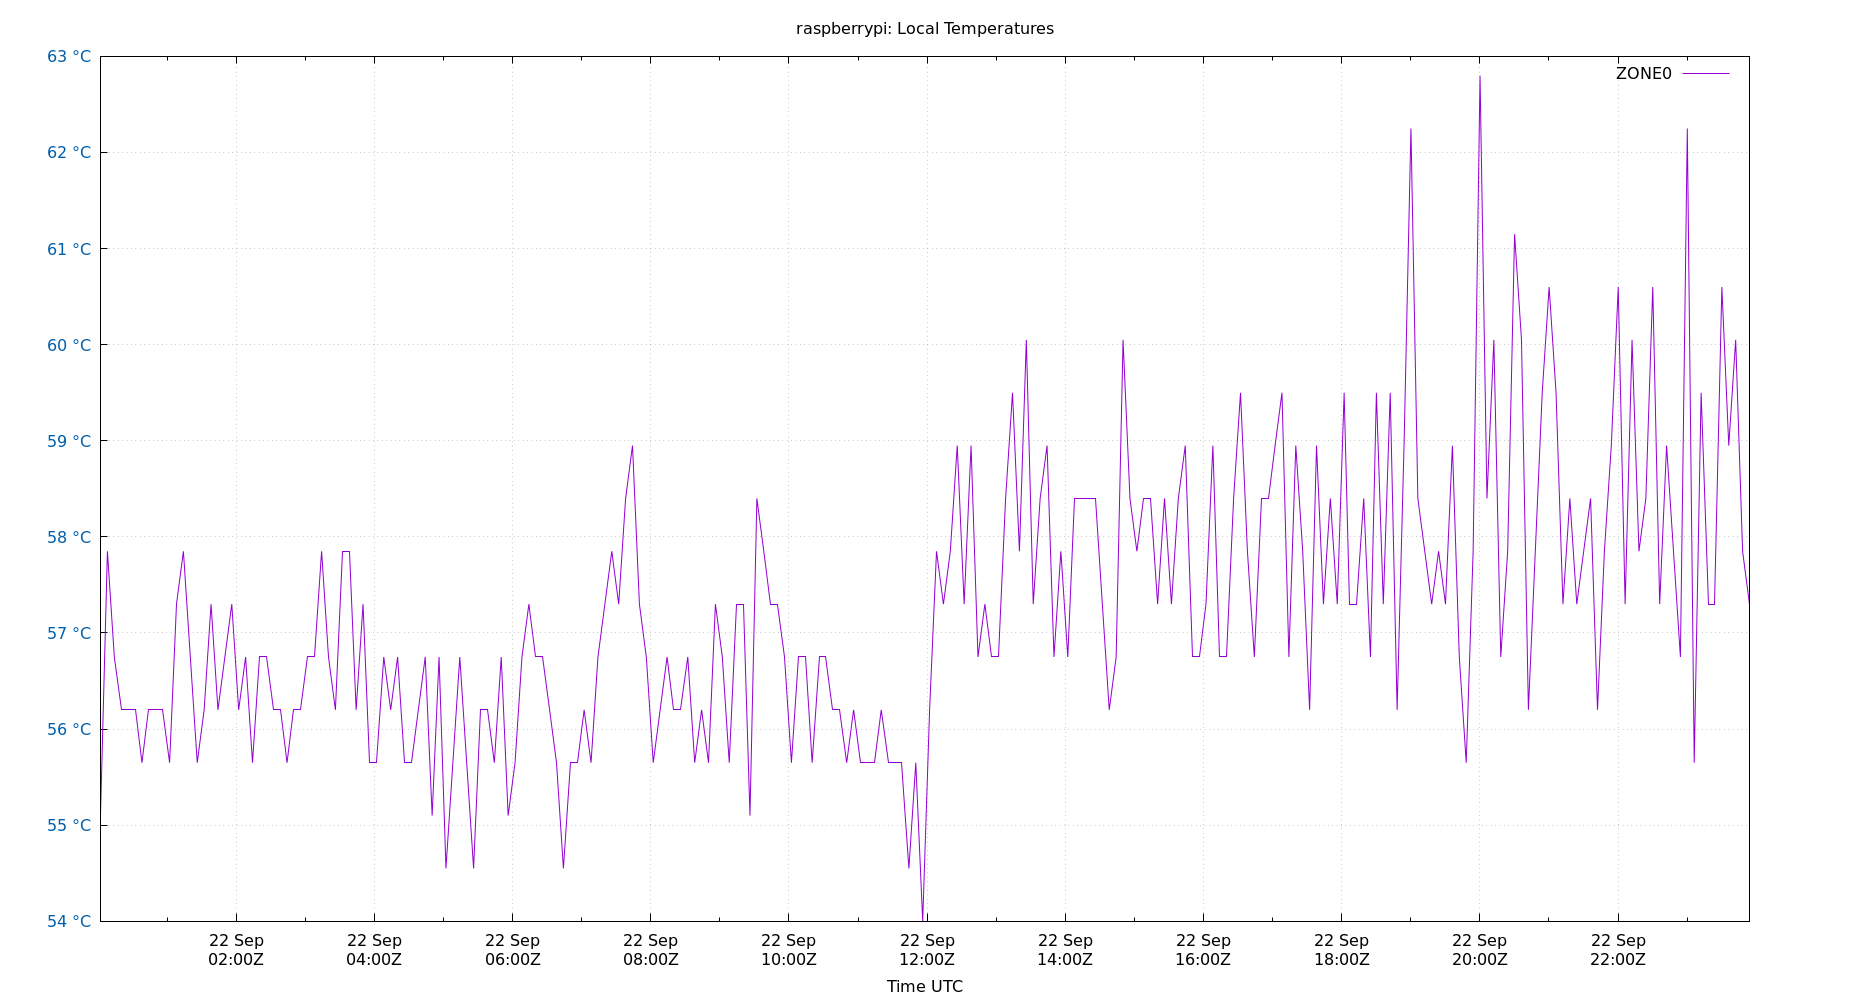 raspberrypi: Local Temperatures
63 °C
ZONE0
62 °C
61 °C
60 °C
59 °C
58 °C
57 °C
56 °C
55 °C
54 °C
22 Sep 22 Sep 22 Sep 22 Sep 22 Sep 22 Sep 22 Sep 22 Sep 22 Sep 22 Sep 22 Sep
02:00Z 04:00Z 06:00Z 08:00Z 10:00Z 12:00Z 14:00Z 16:00Z 18:00Z 20:00Z 22:00Z
Time UTC